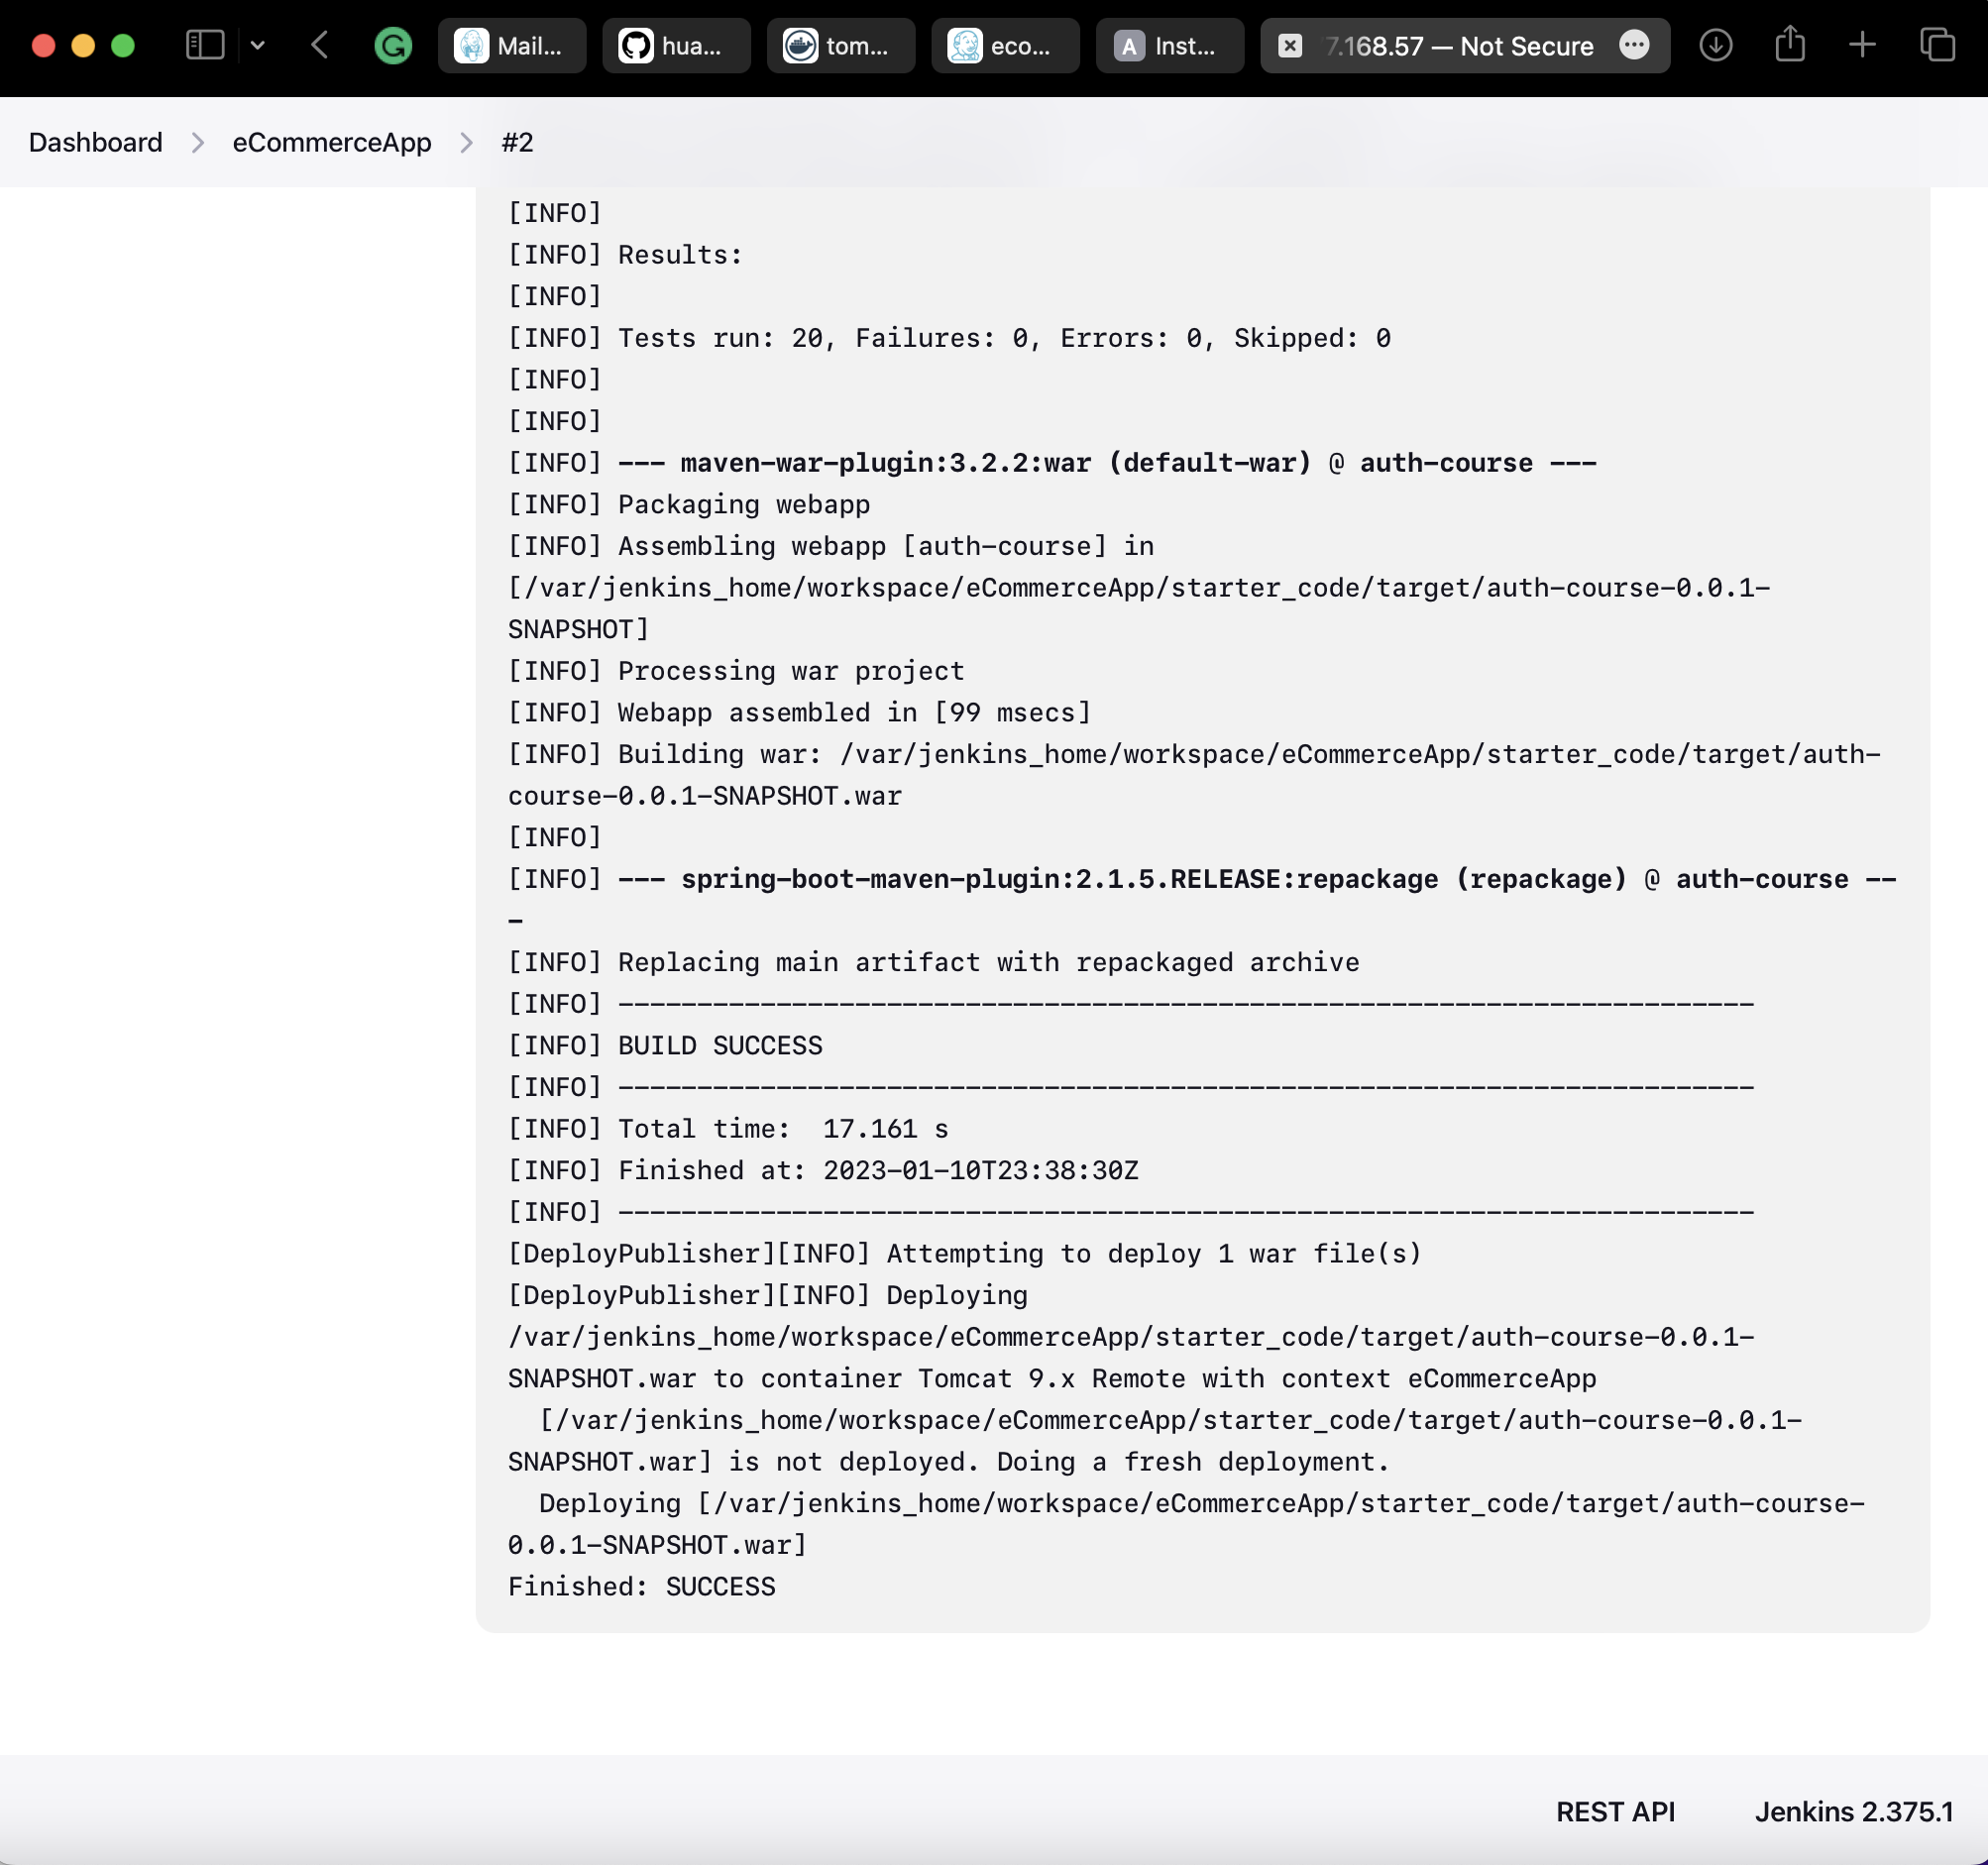 Mail...
hua...
tom...
eco...
Inst...
7.168.57 — Not Secure
Dashboard
eCommerceApp
#2
[INFO]
[INFO] Results:
[INFO]
[INFO] Tests run: 20, Failures: 0, Errors: 0, Skipped: 0
[INFO]
[INFO]
[INFO] --- maven-war-plugin:3.2.2:war (default-war) @ auth-course ---
[INFO] Packaging webapp
[INFO] Assembling webapp [auth-course] in
[/var/jenkins_home/workspace/eCommerceApp/starter_code/target/auth-course-0.0.1-
SNAPSHOT]
[INFO] Processing war project
[INFO] Webapp assembled in [99 msecs]
[INFO] Building war: /var/jenkins_home/workspace/eCommerceApp/starter_code/target/auth-
course-0.0.1-SNAPSHOT.war
[INFO]
[INFO] --- spring-boot-maven-plugin:2.1.5.RELEASE:repackage (repackage) @ auth-course --
-
[INFO] Replacing main artifact with repackaged archive
[INFO] ------------------------------------------------------------------------
[INFO] BUILD SUCCESS
[INFO] ------------------------------------------------------------------------
[INFO] Total time:  17.161 s
[INFO] Finished at: 2023-01-10T23:38:30Z
[INFO] ------------------------------------------------------------------------
[DeployPublisher][INFO] Attempting to deploy 1 war file(s)
[DeployPublisher][INFO] Deploying
/var/jenkins_home/workspace/eCommerceApp/starter_code/target/auth-course-0.0.1-
SNAPSHOT.war to container Tomcat 9.x Remote with context eCommerceApp
  [/var/jenkins_home/workspace/eCommerceApp/starter_code/target/auth-course-0.0.1-
SNAPSHOT.war] is not deployed. Doing a fresh deployment.
  Deploying [/var/jenkins_home/workspace/eCommerceApp/starter_code/target/auth-course-
0.0.1-SNAPSHOT.war]
Finished: SUCCESS
REST API
Jenkins 2.375.1